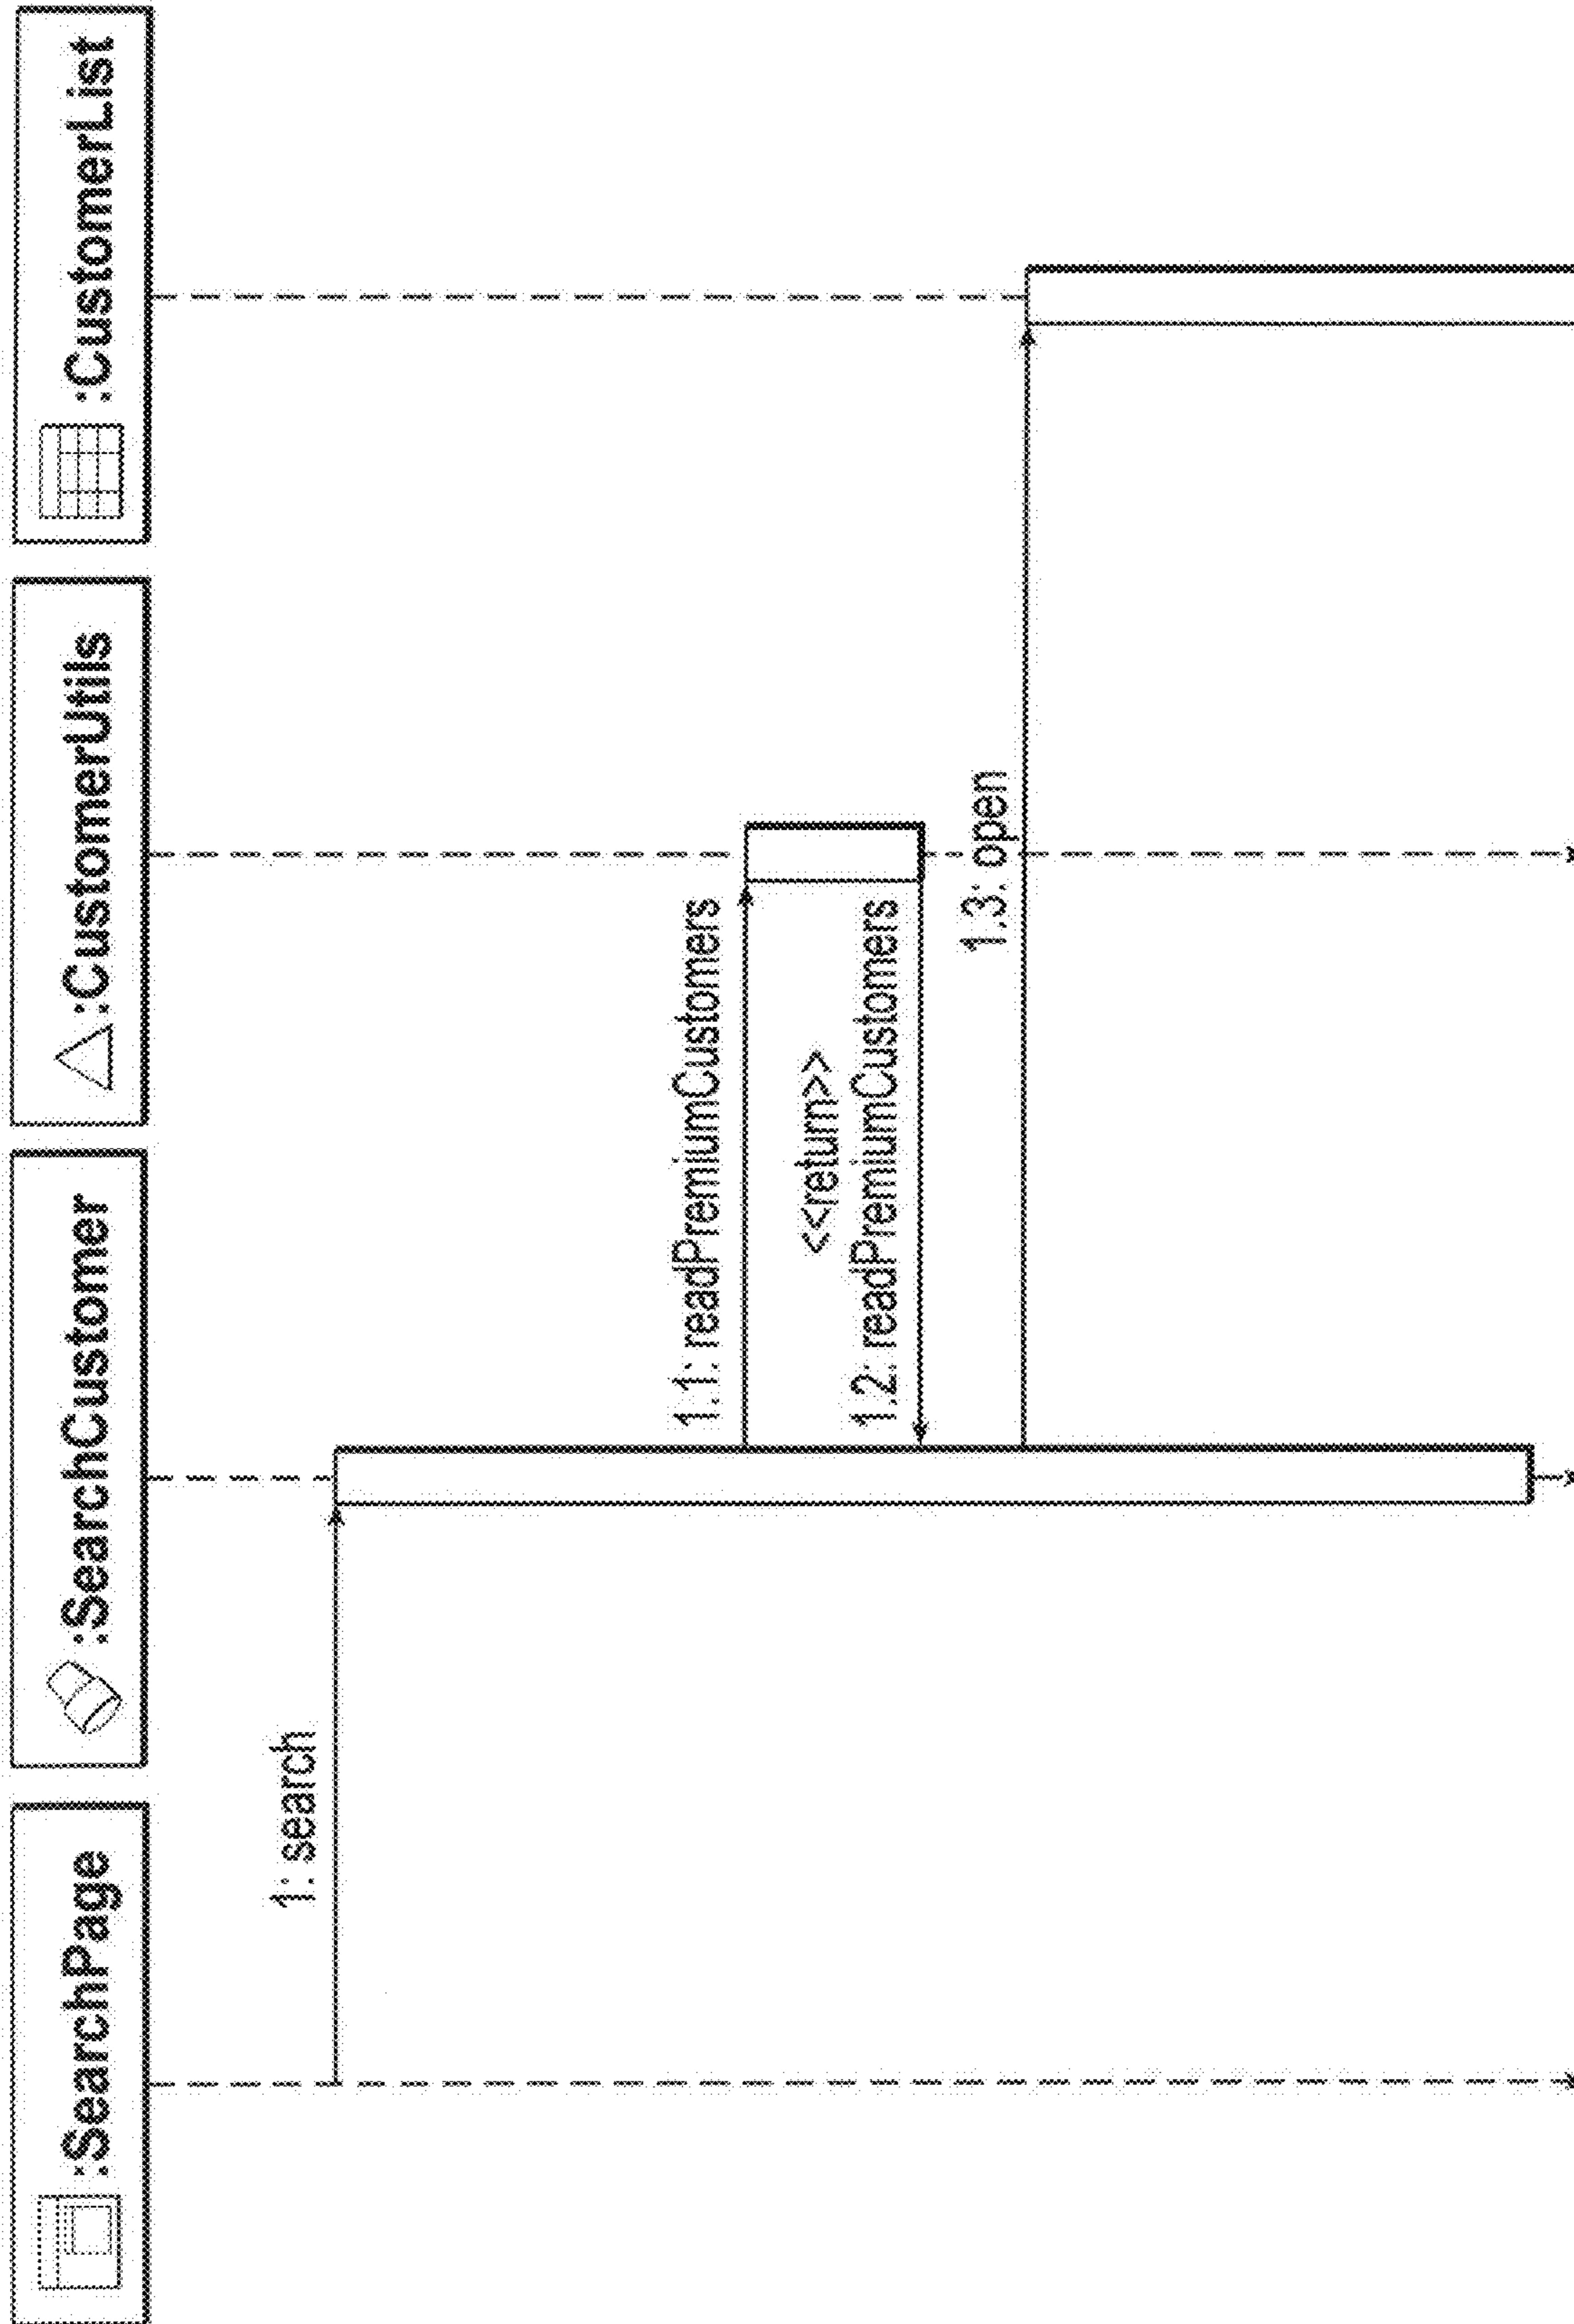 :SearchPage
:SearchCustomer
:CustomerUtils
:CustomerList
1: search
1.1: readPremiumCustomers
<<return>>
1.2: readPremiumCustomers
1.3: open